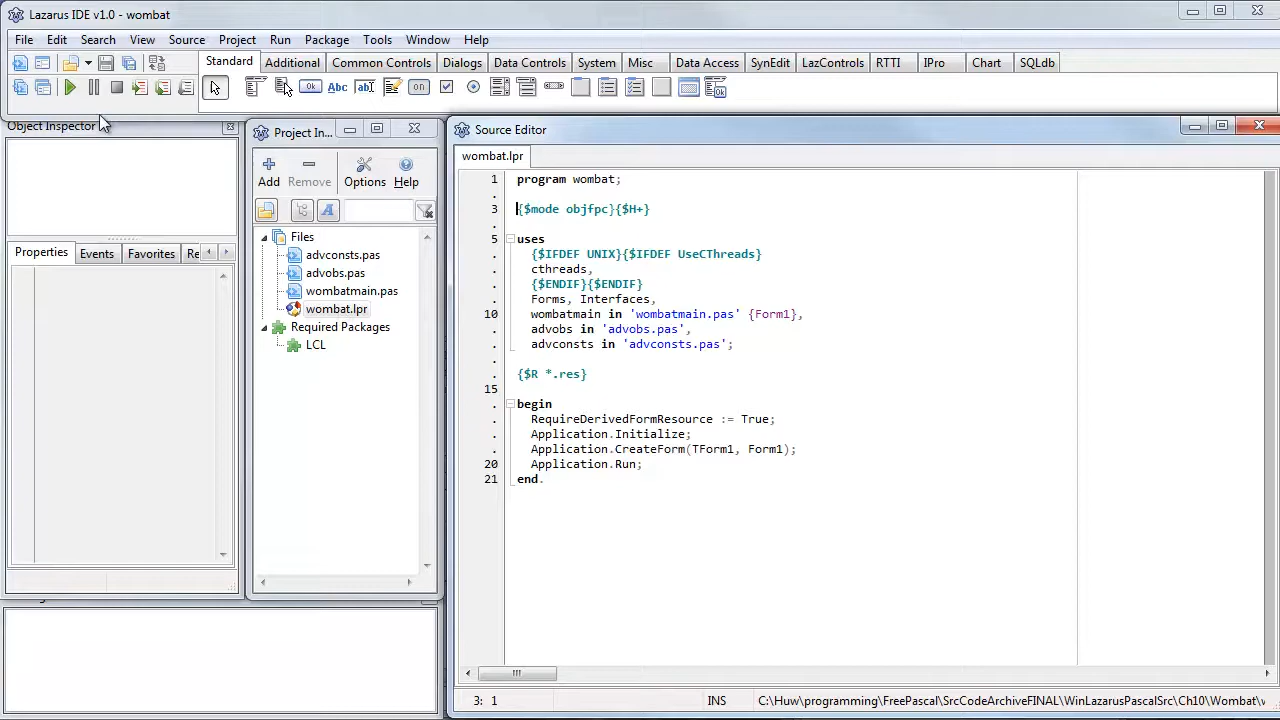 Lazarus IDE v1.0 - wombat
File Edit Search View Source Project Run Package Tools Window Help
Standard Additional Common Controls Dialogs Data Controls System Misc Data Access SynEdit LazControls RTTI IPro Chart SQLdb
Ok Abc ab on
Object Inspector
Properties Events Favorites Re
Project In...
Add Remove Options Help
A
Files
advconsts.pas
advobs.pas
wombatmain.pas
wombat.lpr
Required Packages
LCL
Source Editor
wombat.lpr
1 program wombat;
.
3 {$mode objfpc}{$H+}
.
5 uses
. {$IFDEF UNIX}{$IFDEF UseCThreads}
. cthreads,
. {$ENDIF}{$ENDIF}
. Forms, Interfaces,
10 wombatmain in 'wombatmain.pas' {Form1},
. advobs in 'advobs.pas',
. advconsts in 'advconsts.pas';
.
. {$R *.res}
15
. begin
. RequireDerivedFormResource := True;
. Application.Initialize;
. Application.CreateForm(TForm1, Form1);
20 Application.Run;
21 end.
3: 1 INS C:\Huw\programming\FreePascal\SrcCodeArchiveFINAL\WinLazarusPascalSrc\Ch10\Wombat\